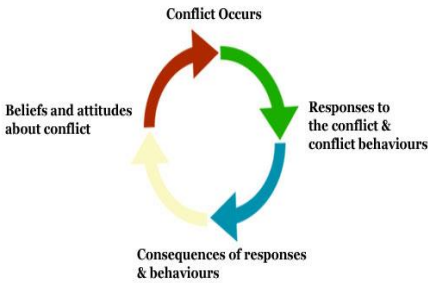 Conflict Occurs
Beliefs and attitudes
about conflict
Responses to
the conflict &
conflict behaviours
Consequences of responses
& behaviours